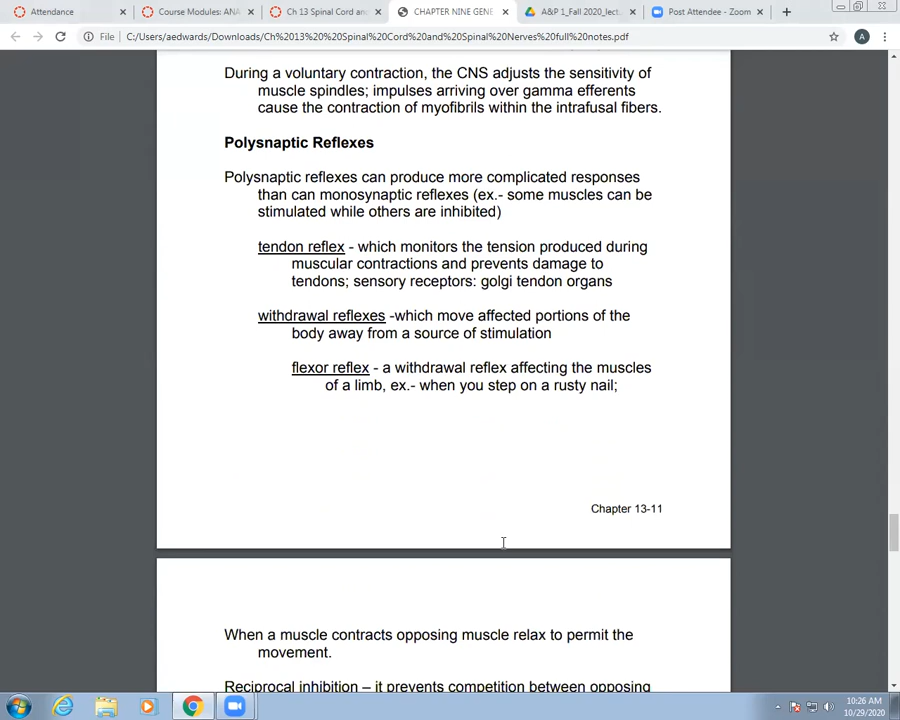 Attendance
Course Modules: ANA
Ch 13 Spinal Cord an
CHAPTER NINE GENE
A&P 1_Fall 2020_lect
Post Attendee - Zoom
File
C:/Users/aedwards/Downloads/Ch%2013%20%20Spinal%20Cord%20and%20Spinal%20Nerves%20full%20notes.pdf
A
During a voluntary contraction, the CNS adjusts the sensitivity of
muscle spindles; impulses arriving over gamma efferents
cause the contraction of myofibrils within the intrafusal fibers.
Polysnaptic Reflexes
Polysnaptic reflexes can produce more complicated responses
than can monosynaptic reflexes (ex.- some muscles can be
stimulated while others are inhibited)
tendon reflex - which monitors the tension produced during
muscular contractions and prevents damage to
tendons; sensory receptors: golgi tendon organs
withdrawal reflexes -which move affected portions of the
body away from a source of stimulation
flexor reflex - a withdrawal reflex affecting the muscles
of a limb, ex.- when you step on a rusty nail;
Chapter 13-11
When a muscle contracts opposing muscle relax to permit the
movement.
Reciprocal inhibition – it prevents competition between opposing
10:26 AM
10/29/2020